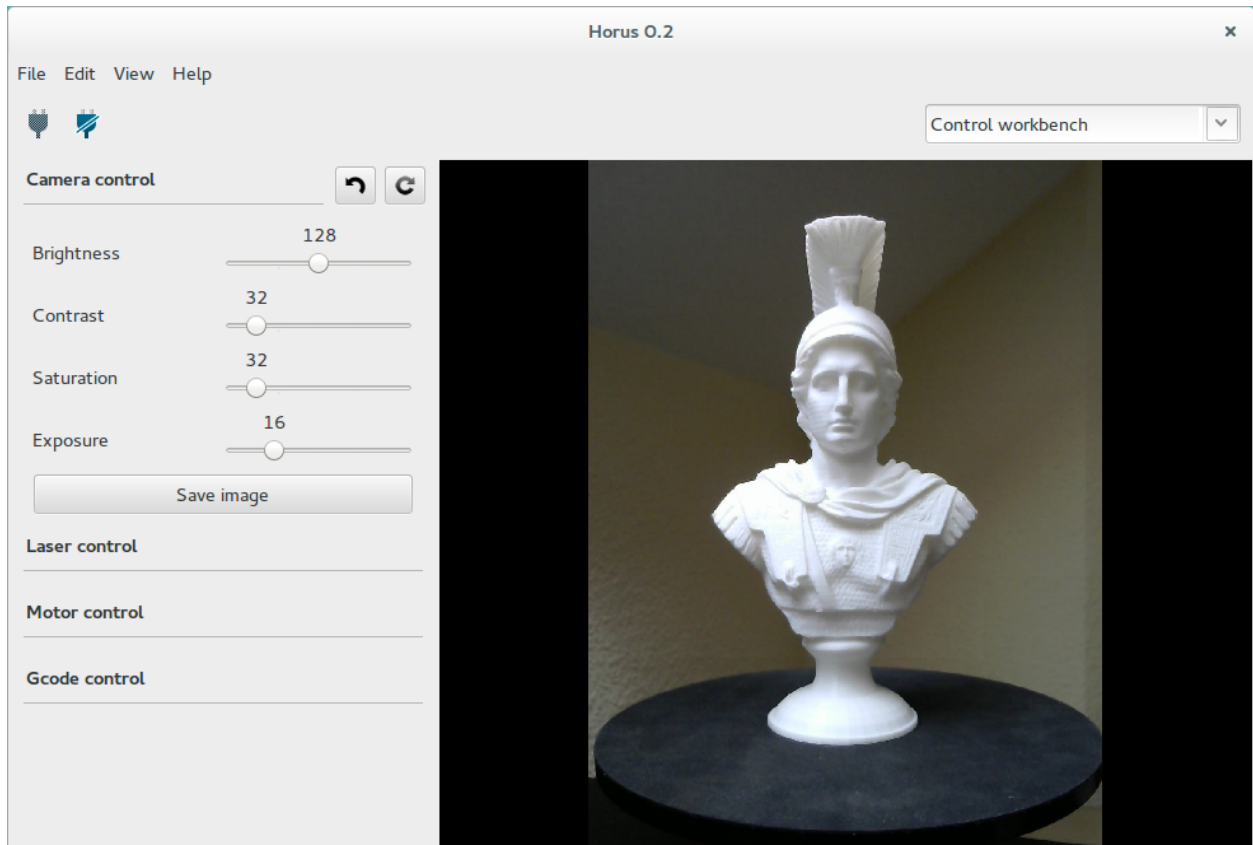 Horus 0.2
File Edit View Help
Control workbench
Camera control
Brightness 128
Contrast 32
Saturation 32
Exposure 16
Save image
Laser control
Motor control
Gcode control